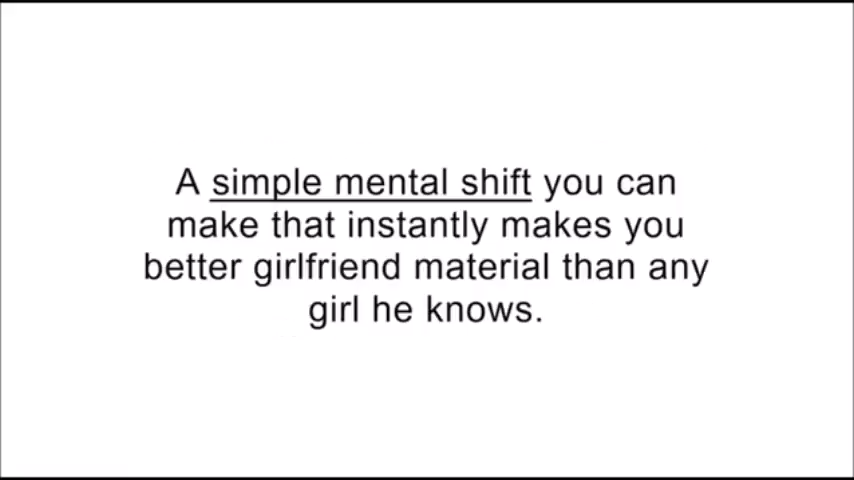 A simple mental shift you can
make that instantly makes you
better girlfriend material than any
girl he knows.